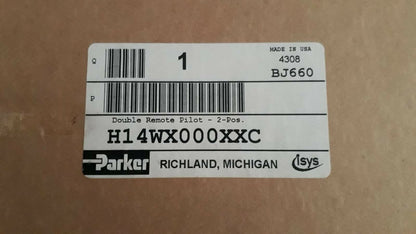 Q 1 MADE IN USA
4308
BJ660
P
Double Remote Pilot - 2-Pos.
H14WX000XXC
Parker RICHLAND, MICHIGAN Isys